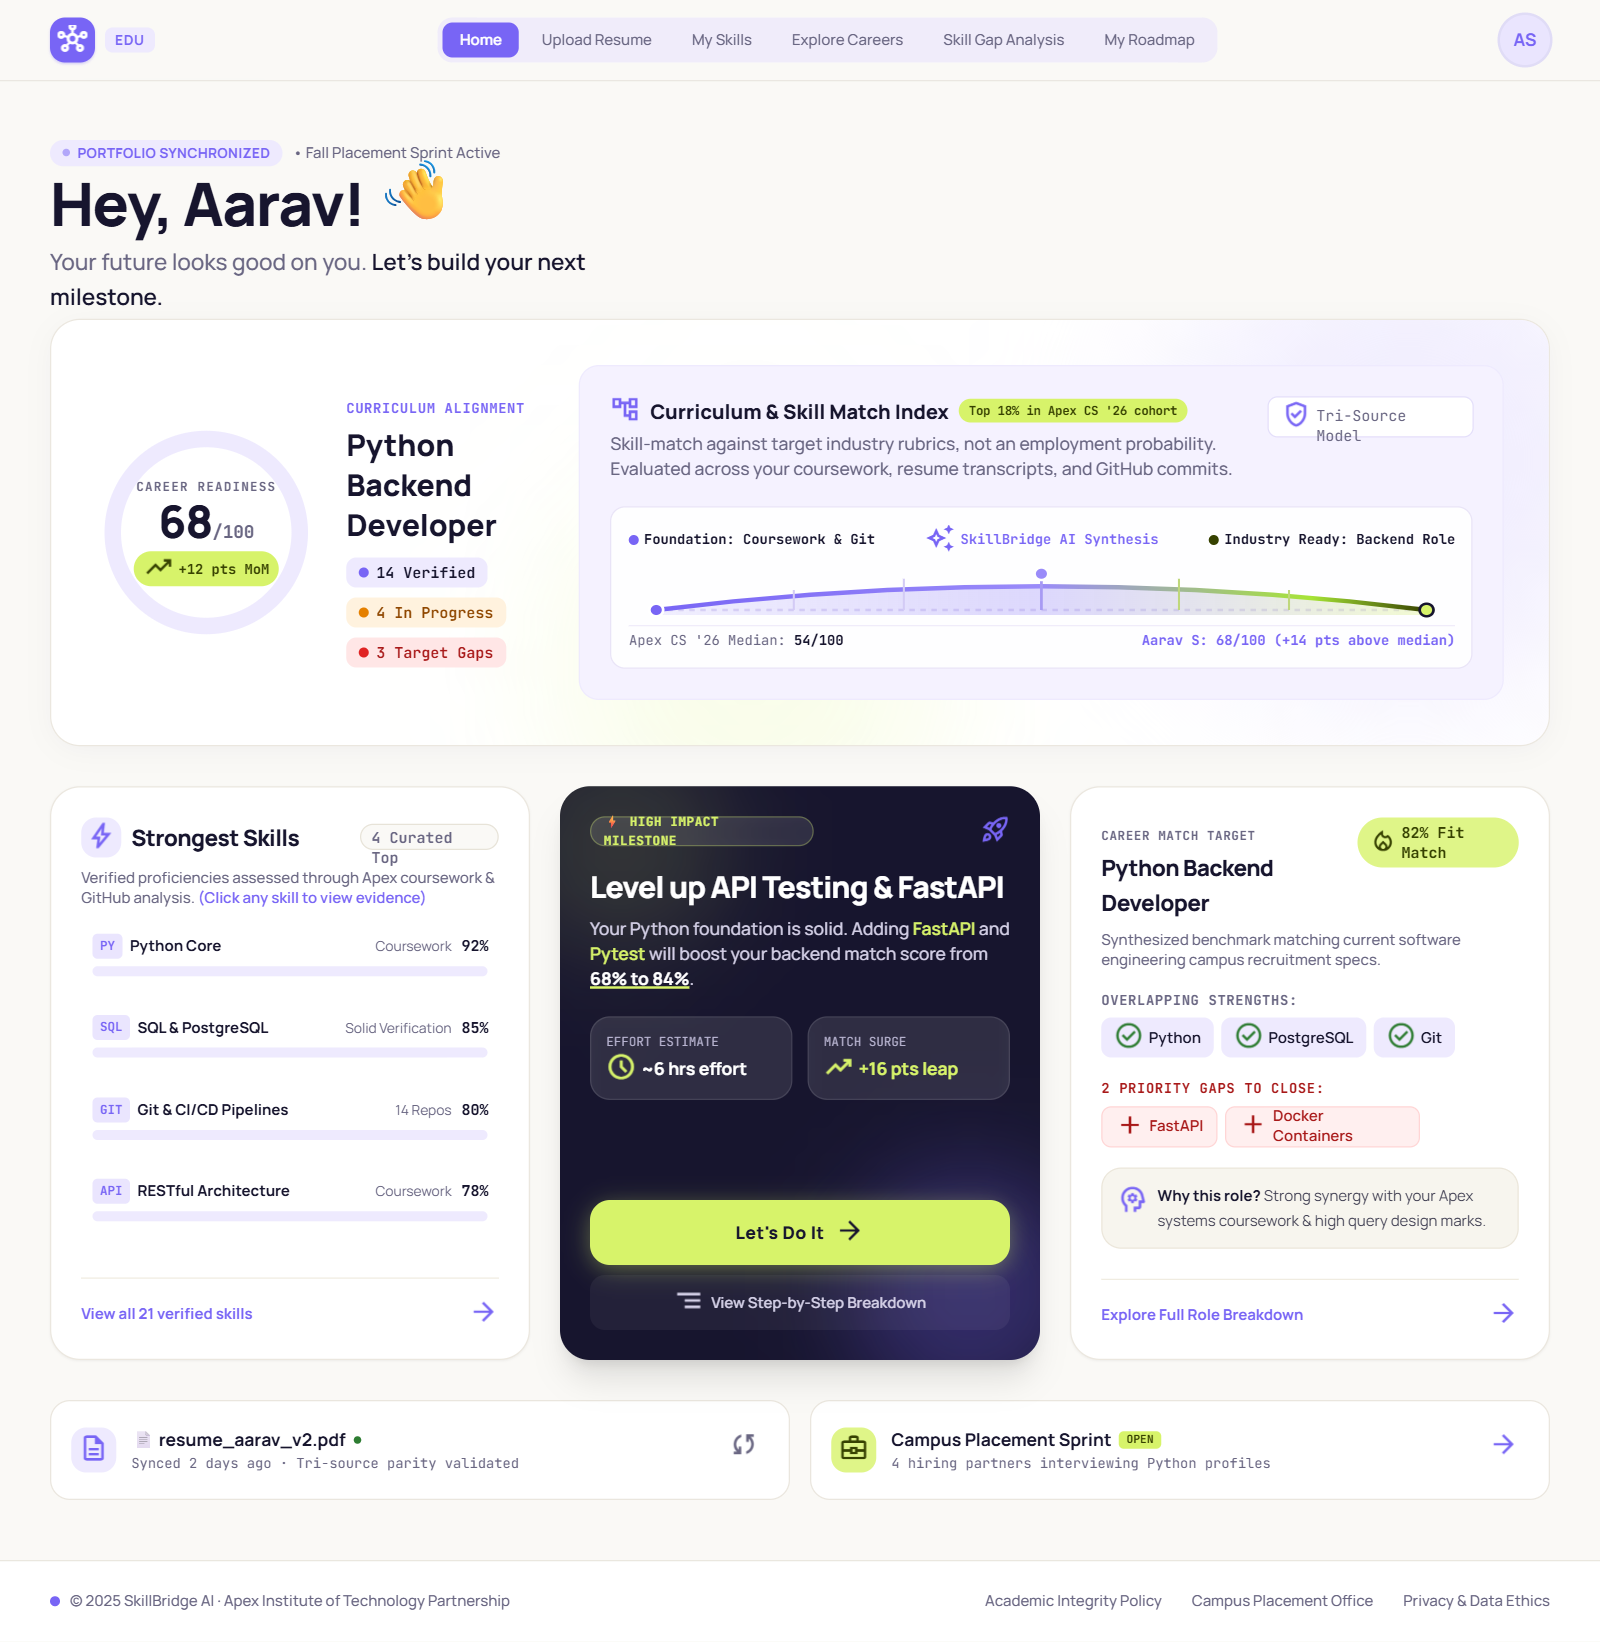 EDU
Home
Upload Resume
My Skills
Explore Careers
Skill Gap Analysis
My Roadmap
AS
PORTFOLIO SYNCHRONIZED
• Fall Placement Sprint Active
Hey, Aarav! 👋
Your future looks good on you. Let's build your next
milestone.
CAREER READINESS
68/100
+12 pts MoM
CURRICULUM ALIGNMENT
Python
Backend
Developer
14 Verified
4 In Progress
3 Target Gaps
Curriculum & Skill Match Index
Top 18% in Apex CS '26 cohort
Tri-Source
Model
Skill-match against target industry rubrics, not an employment probability.
Evaluated across your coursework, resume transcripts, and GitHub commits.
Foundation: Coursework & Git
SkillBridge AI Synthesis
Industry Ready: Backend Role
Apex CS '26 Median: 54/100
Aarav S: 68/100 (+14 pts above median)
Strongest Skills
4 Curated
Top
Verified proficiencies assessed through Apex coursework &
GitHub analysis. (Click any skill to view evidence)
PY Python Core Coursework 92%
SQL SQL & PostgreSQL Solid Verification 85%
GIT Git & CI/CD Pipelines 14 Repos 80%
API RESTful Architecture Coursework 78%
View all 21 verified skills
HIGH IMPACT
MILESTONE
Level up API Testing & FastAPI
Your Python foundation is solid. Adding FastAPI and
Pytest will boost your backend match score from
68% to 84%.
EFFORT ESTIMATE
~6 hrs effort
MATCH SURGE
+16 pts leap
Let's Do It
View Step-by-Step Breakdown
CAREER MATCH TARGET
82% Fit
Match
Python Backend
Developer
Synthesized benchmark matching current software
engineering campus recruitment specs.
OVERLAPPING STRENGTHS:
Python
PostgreSQL
Git
2 PRIORITY GAPS TO CLOSE:
FastAPI
Docker
Containers
Why this role? Strong synergy with your Apex
systems coursework & high query design marks.
Explore Full Role Breakdown
resume_aarav_v2.pdf
Synced 2 days ago · Tri-source parity validated
Campus Placement Sprint OPEN
4 hiring partners interviewing Python profiles
© 2025 SkillBridge AI · Apex Institute of Technology Partnership
Academic Integrity Policy
Campus Placement Office
Privacy & Data Ethics